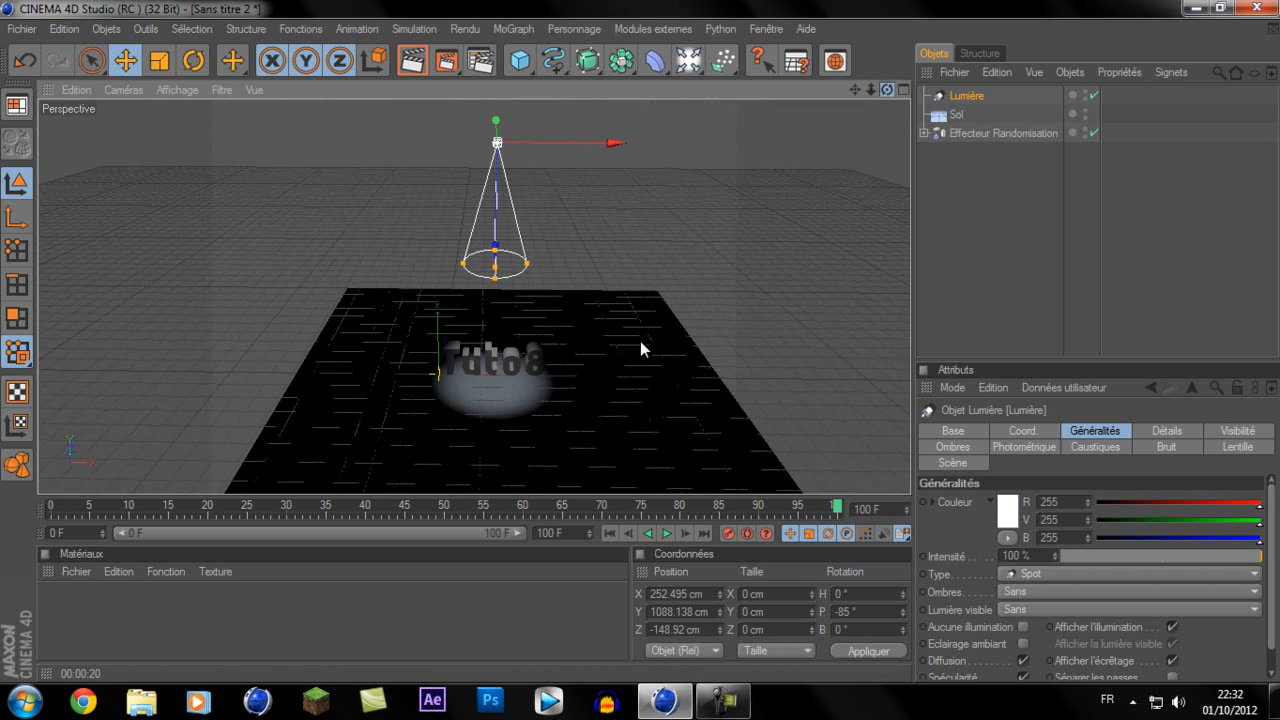 CINEMA 4D Studio (RC ) (32 Bit) - [Sans titre 2 *]
Fichier Edition Objets Outils Sélection Structure Fonctions Animation Simulation Rendu MoGraph Personnage Modules externes Python Fenêtre Aide
Objets Structure
Fichier Edition Vue Objets Propriétés Signets
Edition Caméras Affichage Filtre Vue
Perspective
Lumière
Sol
Effecteur Randomisation
Tuto8
Attributs
Mode Edition Données utilisateur
Objet Lumière [Lumière]
Base Coord. Généralités Détails Visibilité
Ombres Photométrique Caustiques Bruit Lentille
Scène
Généralités
Couleur R 255
V 255
B 255
Intensité 100 %
Type Spot
Ombres Sans
Lumière visible Sans
Aucune illumination Afficher l'illumination
Eclairage ambiant Afficher la lumière visible
Diffusion Afficher l'écrêtage
Spécularité Séparer les passes
0 5 10 15 20 25 30 35 40 45 50 55 60 65 70 75 80 85 90 95 100 F
0 F 0 F 100 F 100 F
Matériaux
Fichier Edition Fonction Texture
Coordonnées
Position Taille Rotation
X 252.495 cm X 0 cm H 0 °
Y 1088.138 cm Y 0 cm P -85 °
Z -148.92 cm Z 0 cm B 0 °
Objet (Rel) Taille Appliquer
MAXON
CINEMA 4D
00:00:20
Ae Ps FR 22:32
01/10/2012